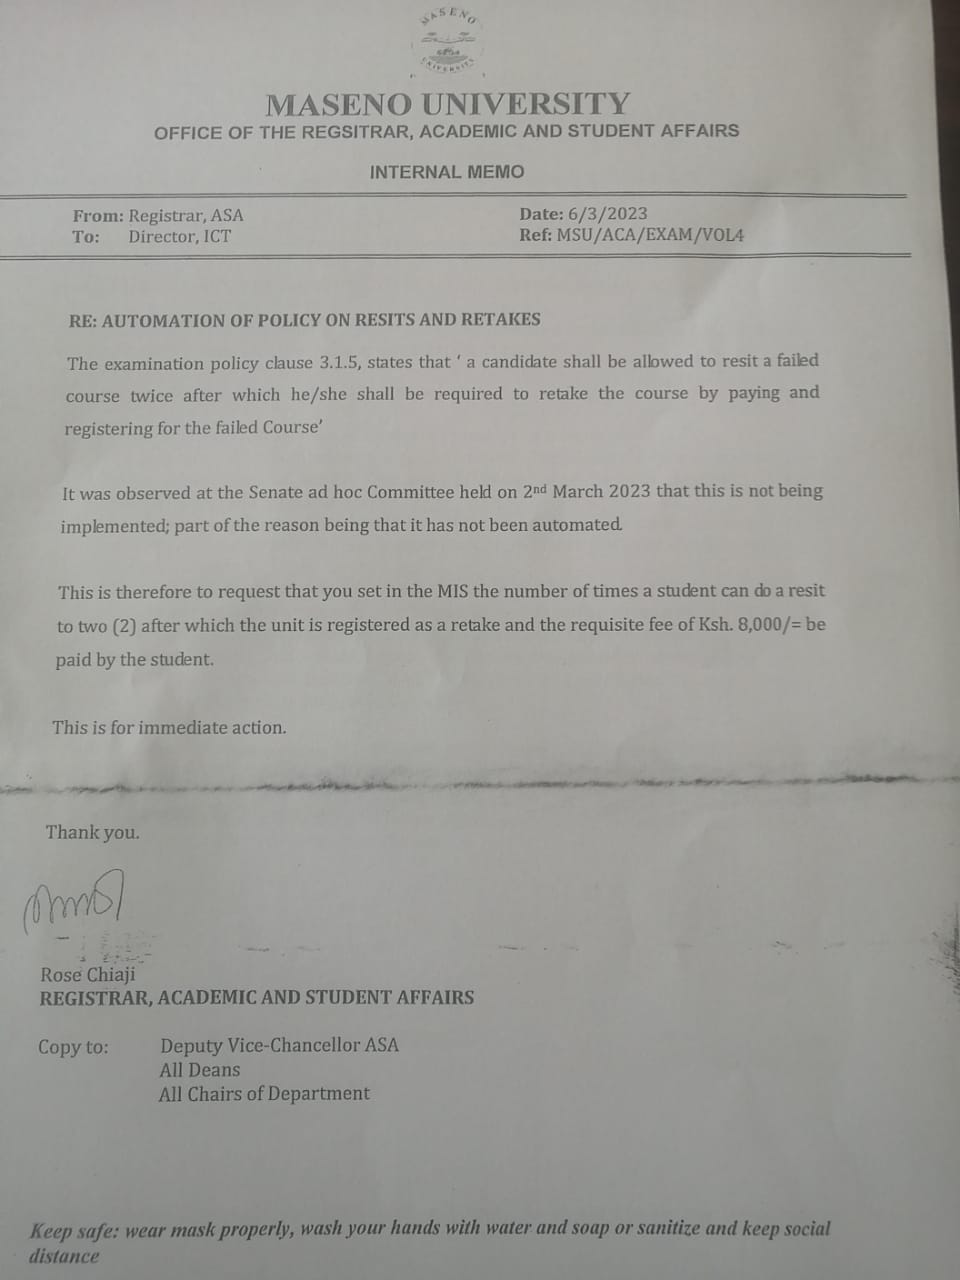 MASENO
UNIVERSITY
MASENO UNIVERSITY
OFFICE OF THE REGSITRAR, ACADEMIC AND STUDENT AFFAIRS
INTERNAL MEMO
From: Registrar, ASA
To: Director, ICT
Date: 6/3/2023
Ref: MSU/ACA/EXAM/VOL4
RE: AUTOMATION OF POLICY ON RESITS AND RETAKES
The examination policy clause 3.1.5, states that ‘ a candidate shall be allowed to resit a failed
course twice after which he/she shall be required to retake the course by paying and
registering for the failed Course’
It was observed at the Senate ad hoc Committee held on 2nd March 2023 that this is not being
implemented; part of the reason being that it has not been automated.
This is therefore to request that you set in the MIS the number of times a student can do a resit
to two (2) after which the unit is registered as a retake and the requisite fee of Ksh. 8,000/= be
paid by the student.
This is for immediate action.
Thank you.
Rose Chiaji
REGISTRAR, ACADEMIC AND STUDENT AFFAIRS
Copy to: Deputy Vice-Chancellor ASA
All Deans
All Chairs of Department
Keep safe: wear mask properly, wash your hands with water and soap or sanitize and keep social
distance